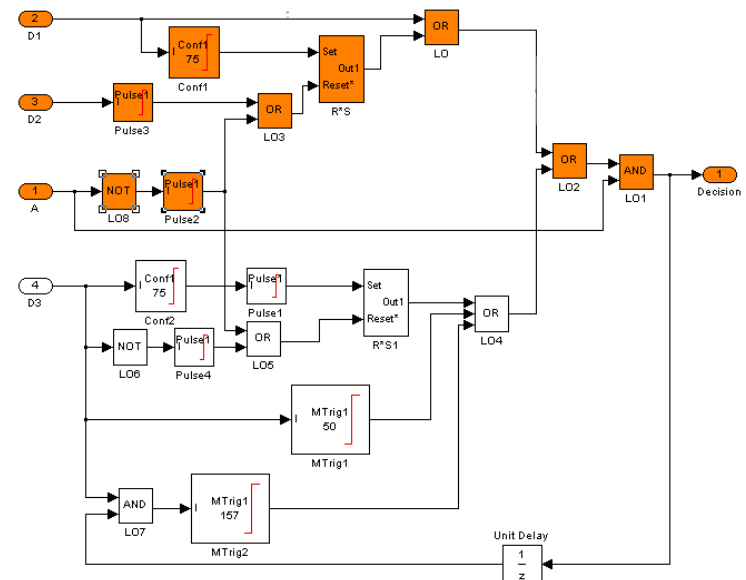 2
D1
Conf1
75
Conf1
Set
Out1
Reset*
R*S
OR
LO
3
D2
Pulse1
I
Pulse3
OR
LO3
OR
LO2
AND
LO1
1
Decision
1
A
NOT
LO8
Pulse1
I
Pulse2
4
D3
I
Conf1
75
Conf2
I
Pulse1
I
Pulse1
Set
Out1
Reset*
R*S1
OR
LO4
NOT
LO6
Pulse1
I
Pulse4
OR
LO5
I
MTrig1
50
MTrig1
AND
LO7
I
MTrig1
157
MTrig2
Unit Delay
1
z